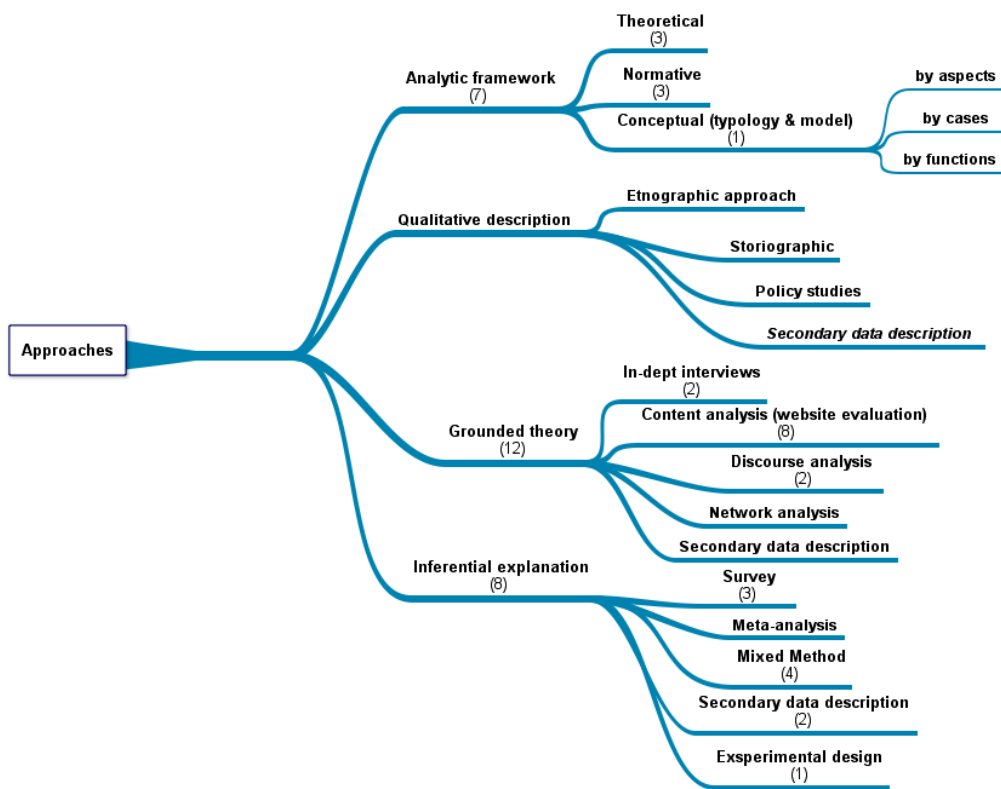 Approaches
Analytic framework
(7)
Theoretical
(3)
Normative
(3)
Conceptual (typology & model)
(1)
by aspects
by cases
by functions
Qualitative description
Etnographic approach
Storiographic
Policy studies
Secondary data description
Grounded theory
(12)
In-dept interviews
(2)
Content analysis (website evaluation)
(8)
Discourse analysis
(2)
Network analysis
Secondary data description
Inferential explanation
(8)
Survey
(3)
Meta-analysis
Mixed Method
(4)
Secondary data description
(2)
Exsperimental design
(1)